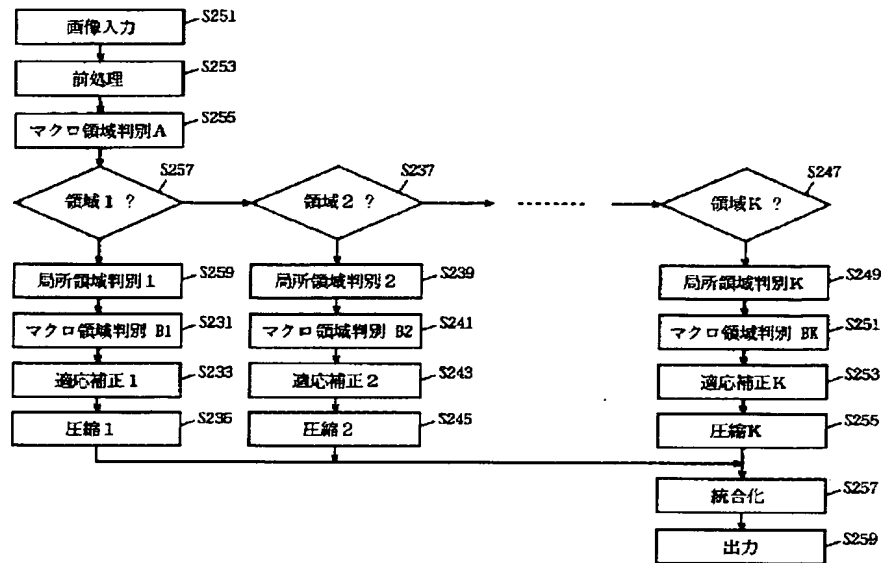 画像入力 S251
前処理 S253
マクロ領域判別A S255
領域1 ? S257
領域2 ? S237
領域K ? S247
局所領域判別1 S259
局所領域判別2 S239
局所領域判別K S249
マクロ領域判別 B1 S231
マクロ領域判別 B2 S241
マクロ領域判別 BK S251
適応補正1 S233
適応補正2 S243
適応補正K S253
圧縮1 S235
圧縮2 S245
圧縮K S255
統合化 S257
出力 S259